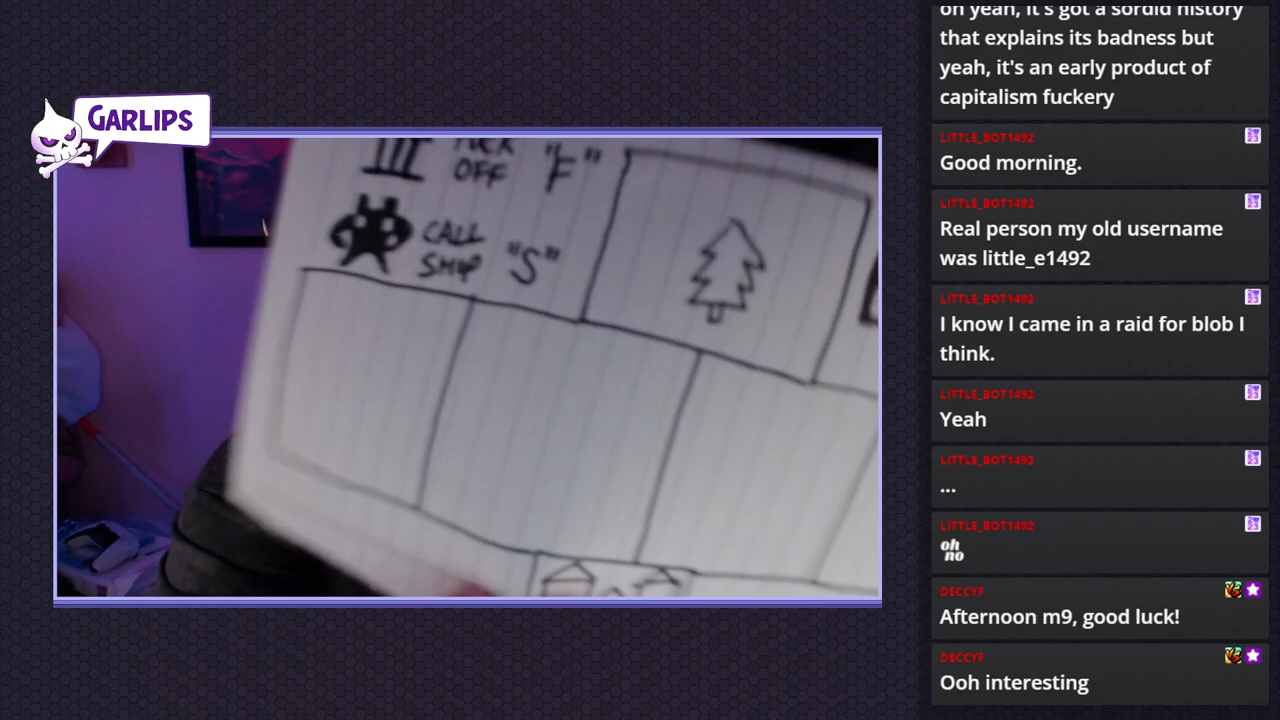 GARLIPS
III FUCK OFF "F"
CALL SHIP "S"
oh yeah, it's got a sordid history
that explains its badness but
yeah, it's an early product of
capitalism fuckery
LITTLE_BOT1492
Good morning.
LITTLE_BOT1492
Real person my old username
was little_e1492
LITTLE_BOT1492
I know I came in a raid for blob I
think.
LITTLE_BOT1492
Yeah
LITTLE_BOT1492
...
LITTLE_BOT1492
oh
no
DECCYF
Afternoon m9, good luck!
DECCYF
Ooh interesting